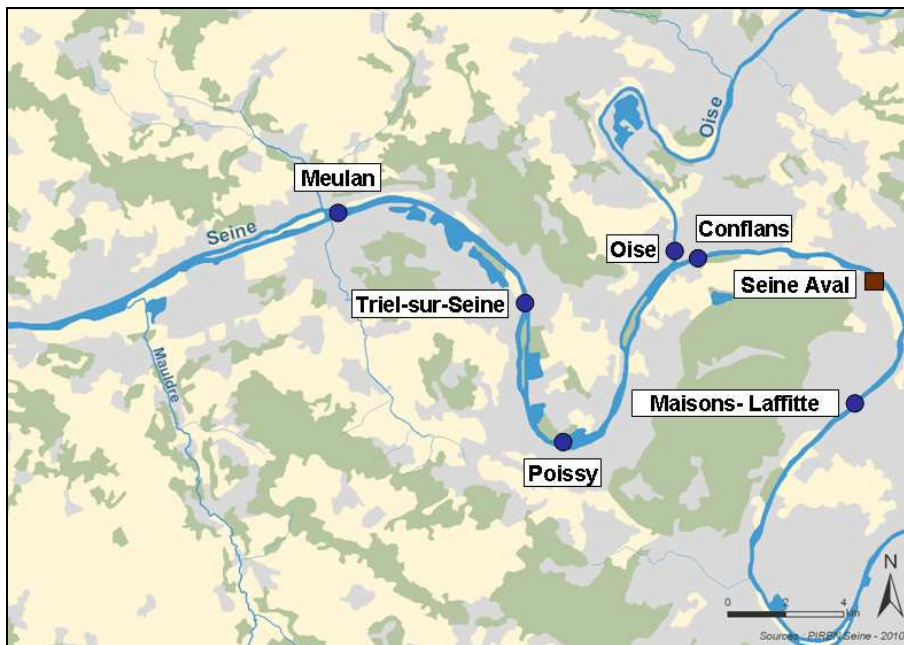 Oise
Meulan
Seine
Oise
Conflans
Seine Aval
Triel-sur-Seine
Mauldre
Maisons- Laffitte
Poissy
N
0 2 4
km
Sources : PIREN Seine - 2010